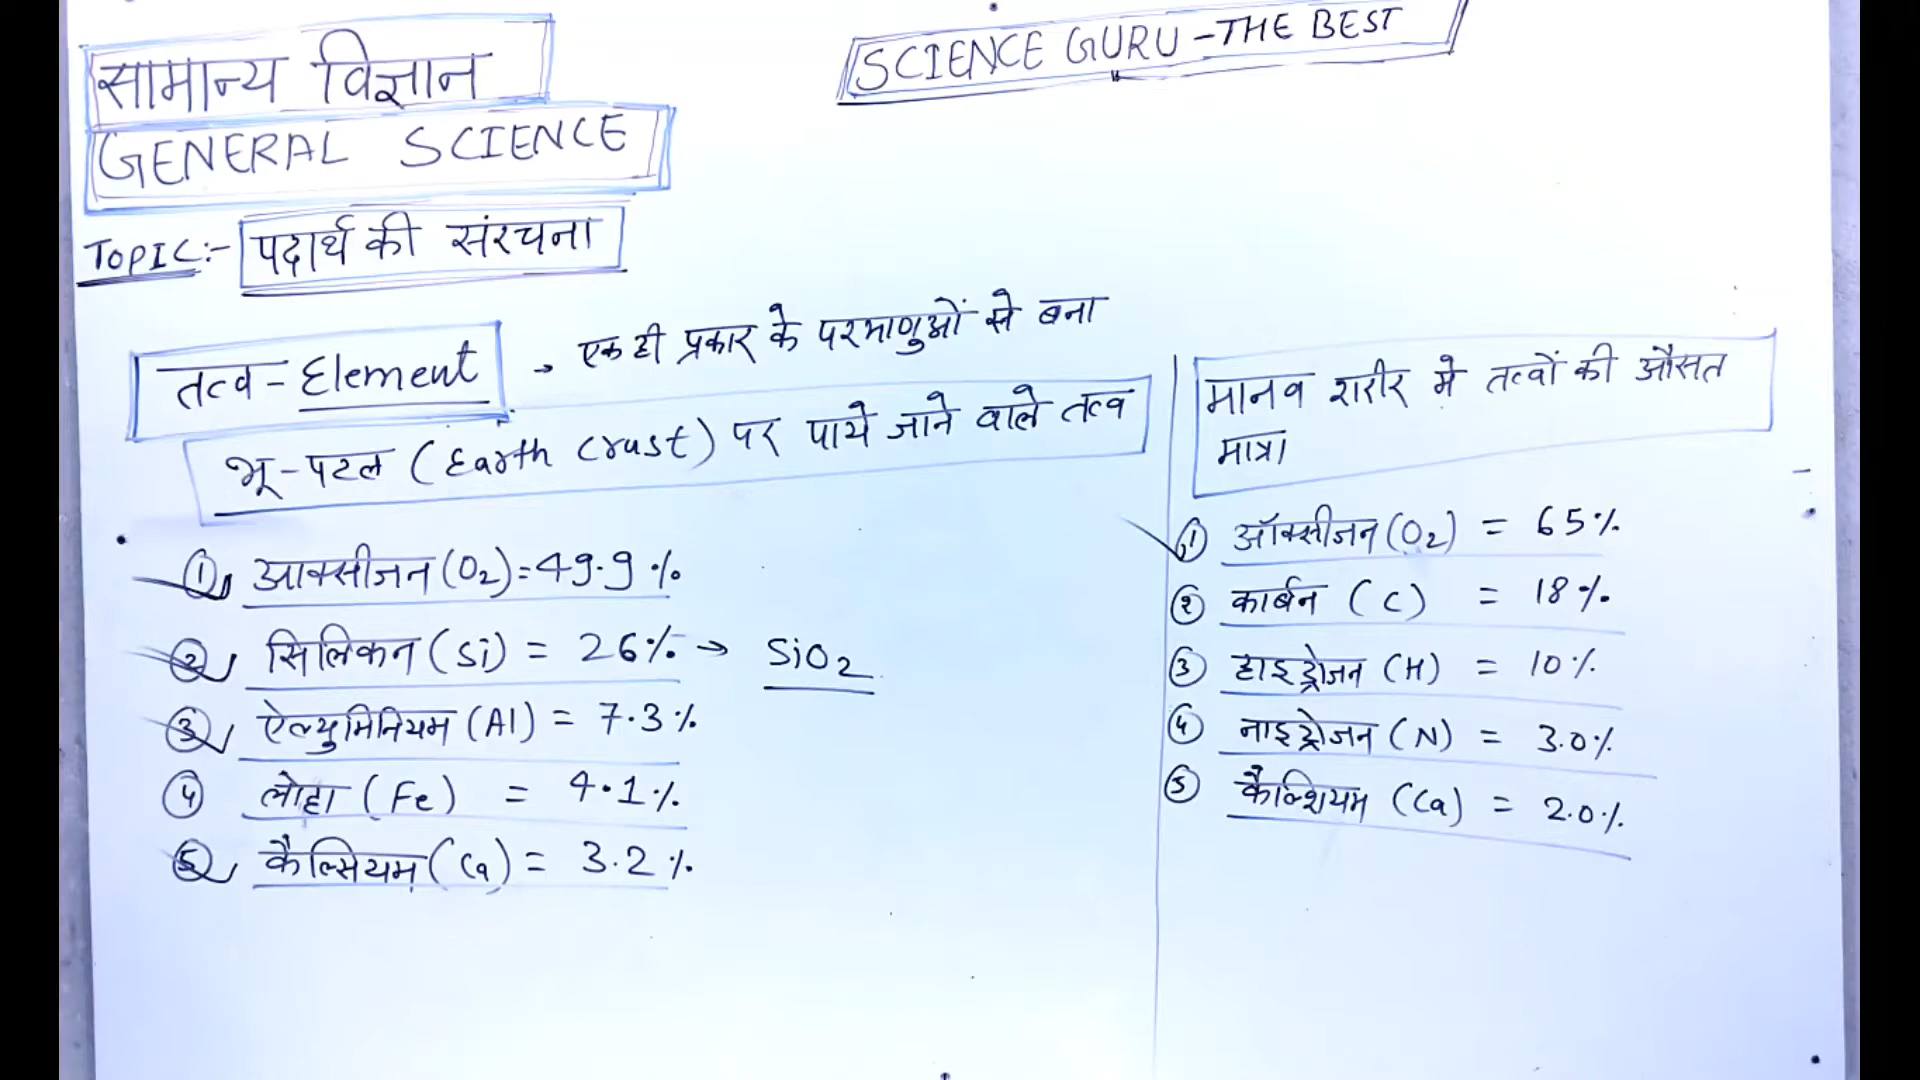 सामान्य विज्ञान
GENERAL SCIENCE
SCIENCE GURU - THE BEST
TOPIC:- पदार्थ की संरचना
तत्व - Element → एक ही प्रकार के परमाणुओं से बना
भू-पटल (Earth Crust) पर पाये जाने वाले तत्व
① आक्सीजन (O₂) = 49.9%
② सिलिकन (Si) = 26% → SiO₂
③ ऐल्युमिनियम (Al) = 7.3%
④ लोहा (Fe) = 4.1%
⑤ कैल्सियम (Ca) = 3.2%
मानव शरीर मे तत्वों की औसत
मात्रा
① ऑक्सीजन (O₂) = 65%
② कार्बन (C) = 18%
③ हाइड्रोजन (H) = 10%
④ नाइट्रोजन (N) = 3.0%
⑤ कैल्शियम (Ca) = 2.0%